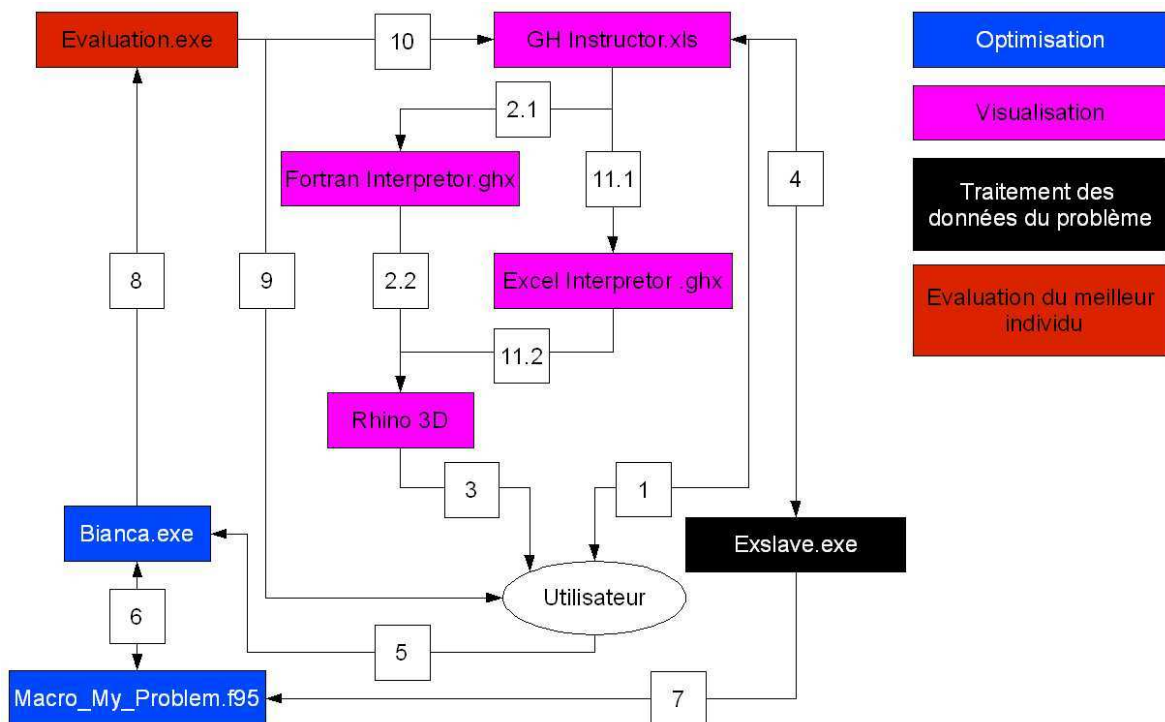 Evaluation.exe
10
GH Instructor.xls
Optimisation
2.1
Visualisation
Fortran Interpretor.ghx
11.1
4
Traitement des
données du problème
8
9
2.2
Excel Interpretor .ghx
Evaluation du meilleur
individu
11.2
Rhino 3D
3
1
Bianca.exe
Exslave.exe
Utilisateur
6
5
Macro_My_Problem.f95
7